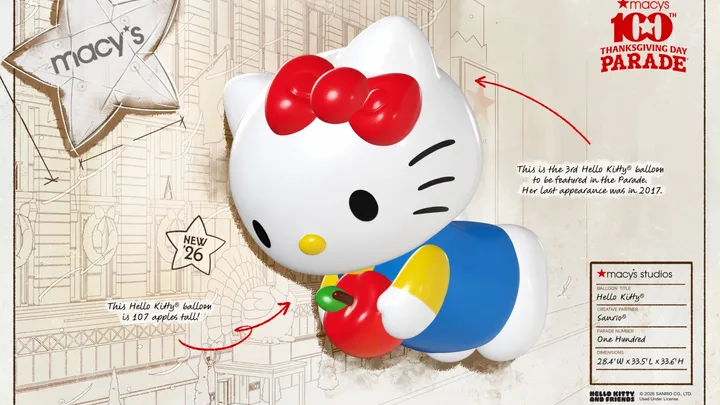 macy's
★macys
100TH
THANKSGIVING DAY
PARADE®
This is the 3rd Hello Kitty® balloon
to be featured in the Parade.
Her last appearance was in 2017.
NEW
'26
This Hello Kitty® balloon
is 107 apples tall!
★macy's studios
BALLOON TITLE
Hello Kitty®
CREATIVE PARTNER
Sanrio®
PARADE NUMBER
One Hundred
DIMENSIONS
28.4' W x 33.5' L x 33.6' H
HELLO KITTY
AND FRIENDS
© 2026 SANRIO CO., LTD.
Used Under License.